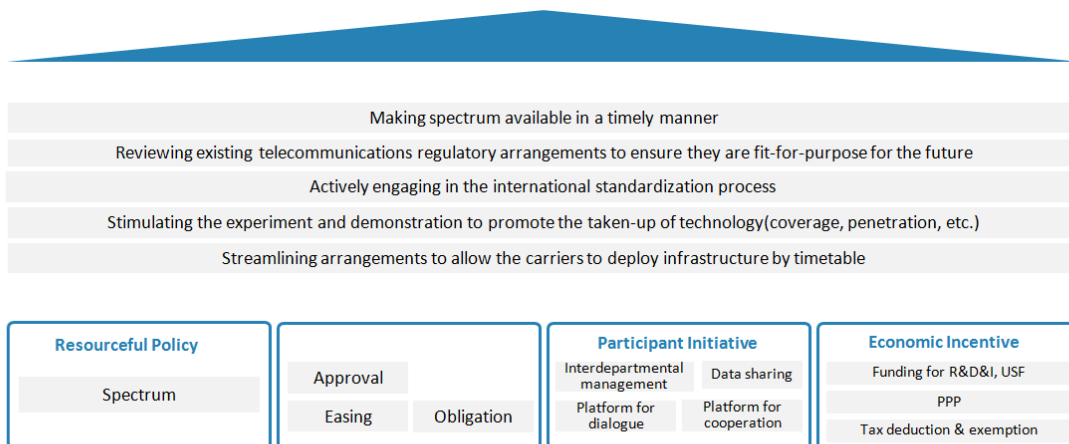 Making spectrum available in a timely manner
Reviewing existing telecommunications regulatory arrangements to ensure they are fit-for-purpose for the future
Actively engaging in the international standardization process
Stimulating the experiment and demonstration to promote the taken-up of technology(coverage, penetration, etc.)
Streamlining arrangements to allow the carriers to deploy infrastructure by timetable
Resourceful Policy
Spectrum
Approval
Easing
Obligation
Participant Initiative
Interdepartmental
management
Data sharing
Platform for
dialogue
Platform for
cooperation
Economic Incentive
Funding for R&D&I, USF
PPP
Tax deduction & exemption